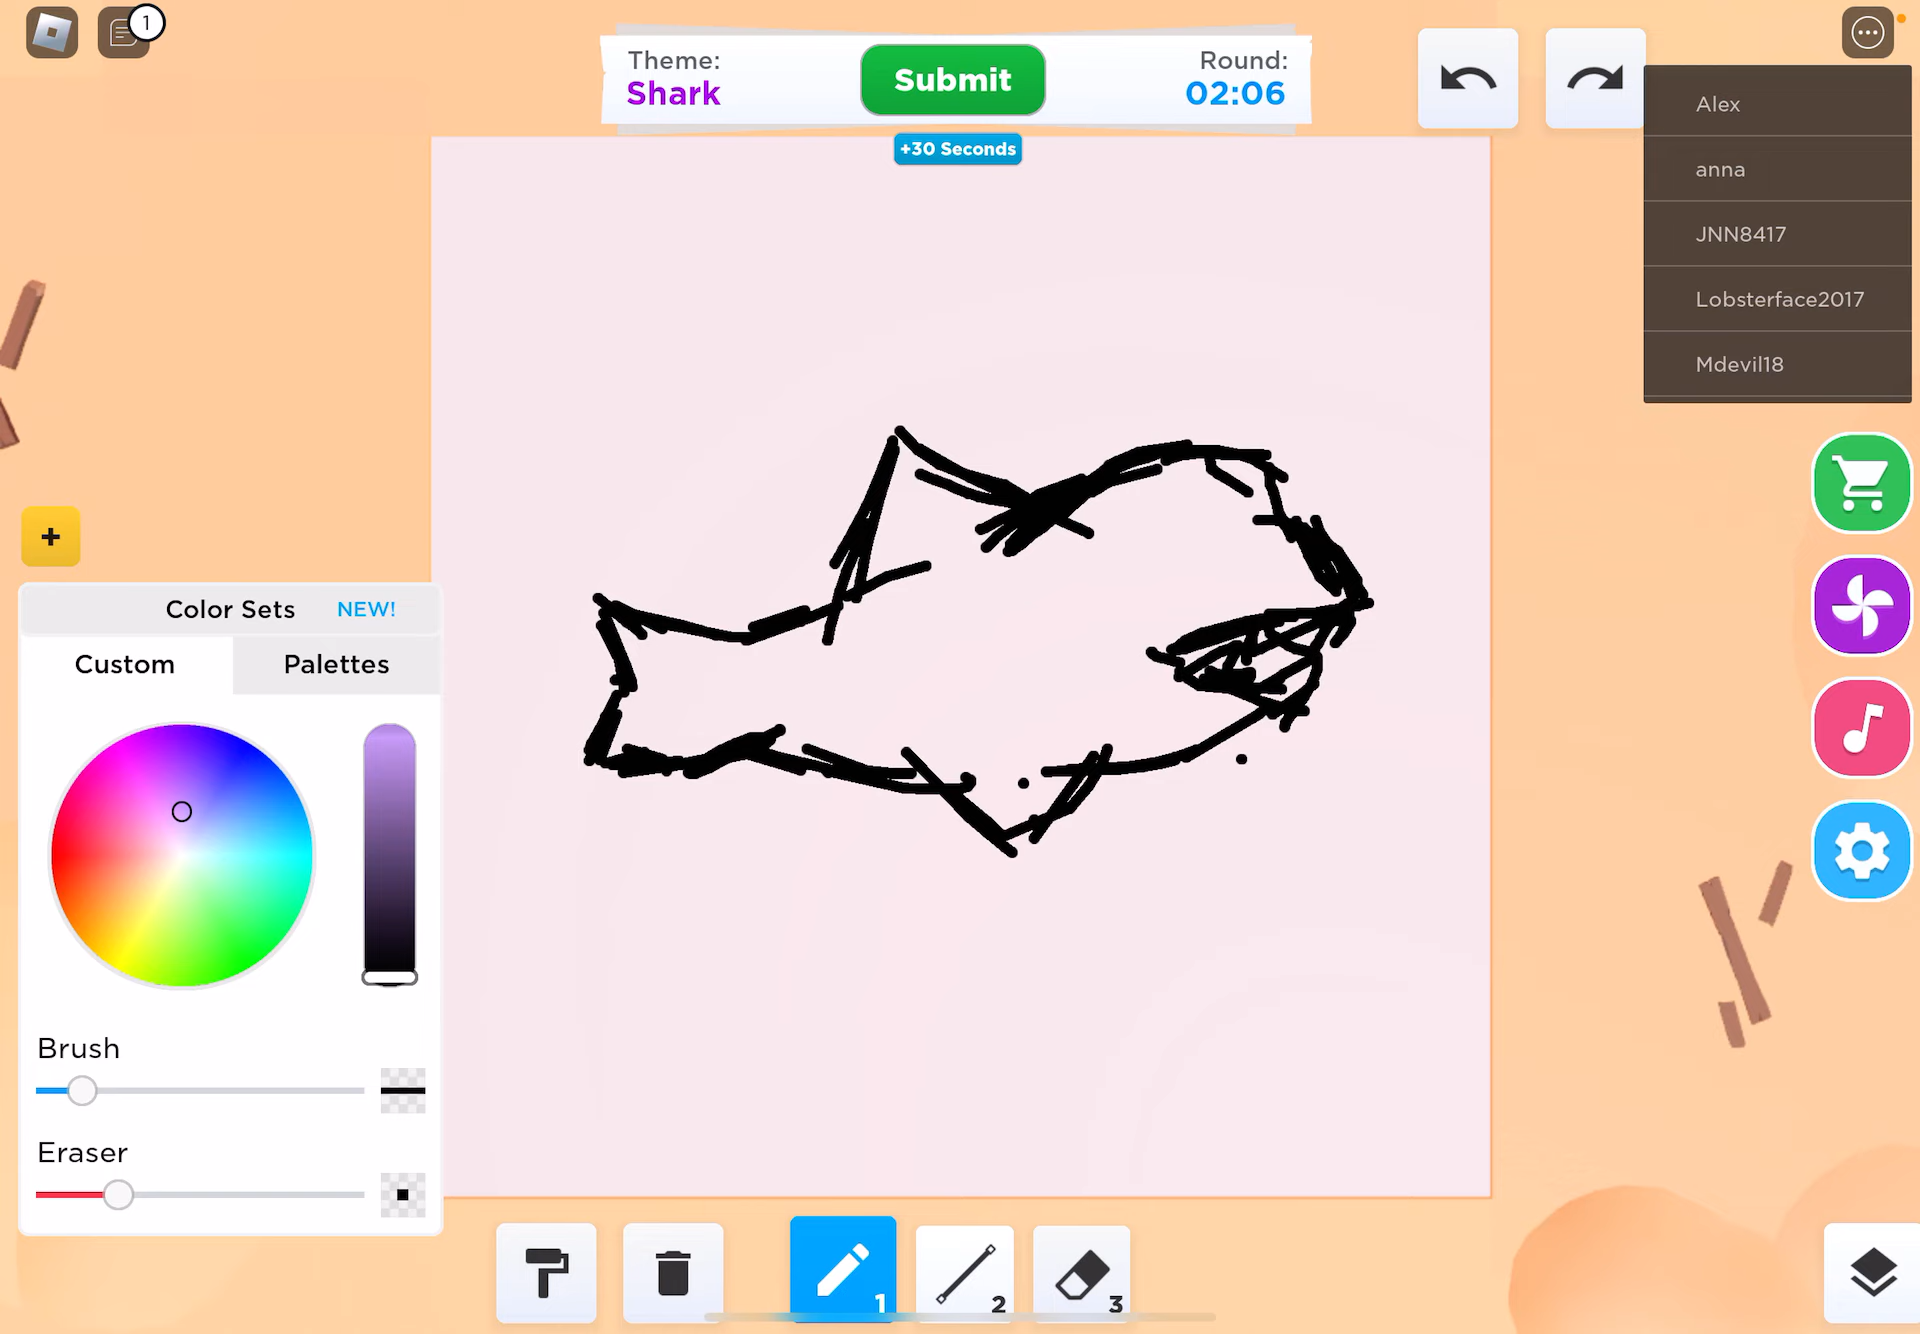 1
Theme:
Shark
Submit
Round:
02:06
+30 Seconds
Alex
anna
JNN8417
Lobsterface2017
Mdevil18
+
Color Sets NEW!
Custom Palettes
Brush
Eraser
1 2 3